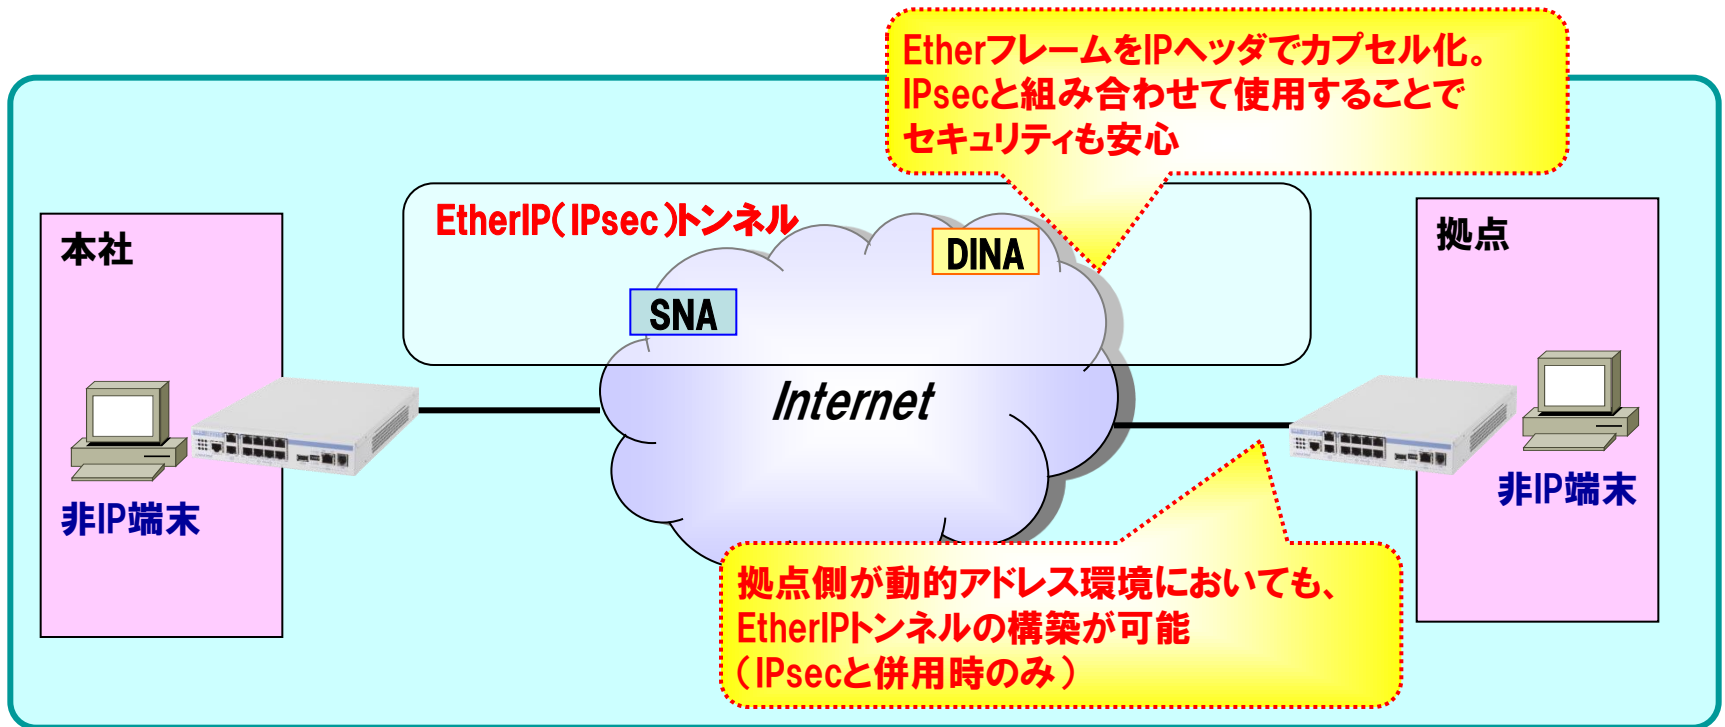 EtherフレームをIPヘッダでカプセル化。
IPsecと組み合わせて使用することで
セキュリティも安心
EtherIP(IPsec)トンネル
本社
DINA
拠点
SNA
Internet
非IP端末
非IP端末
拠点側が動的アドレス環境においても、
EtherIPトンネルの構築が可能
(IPsecと併用時のみ)